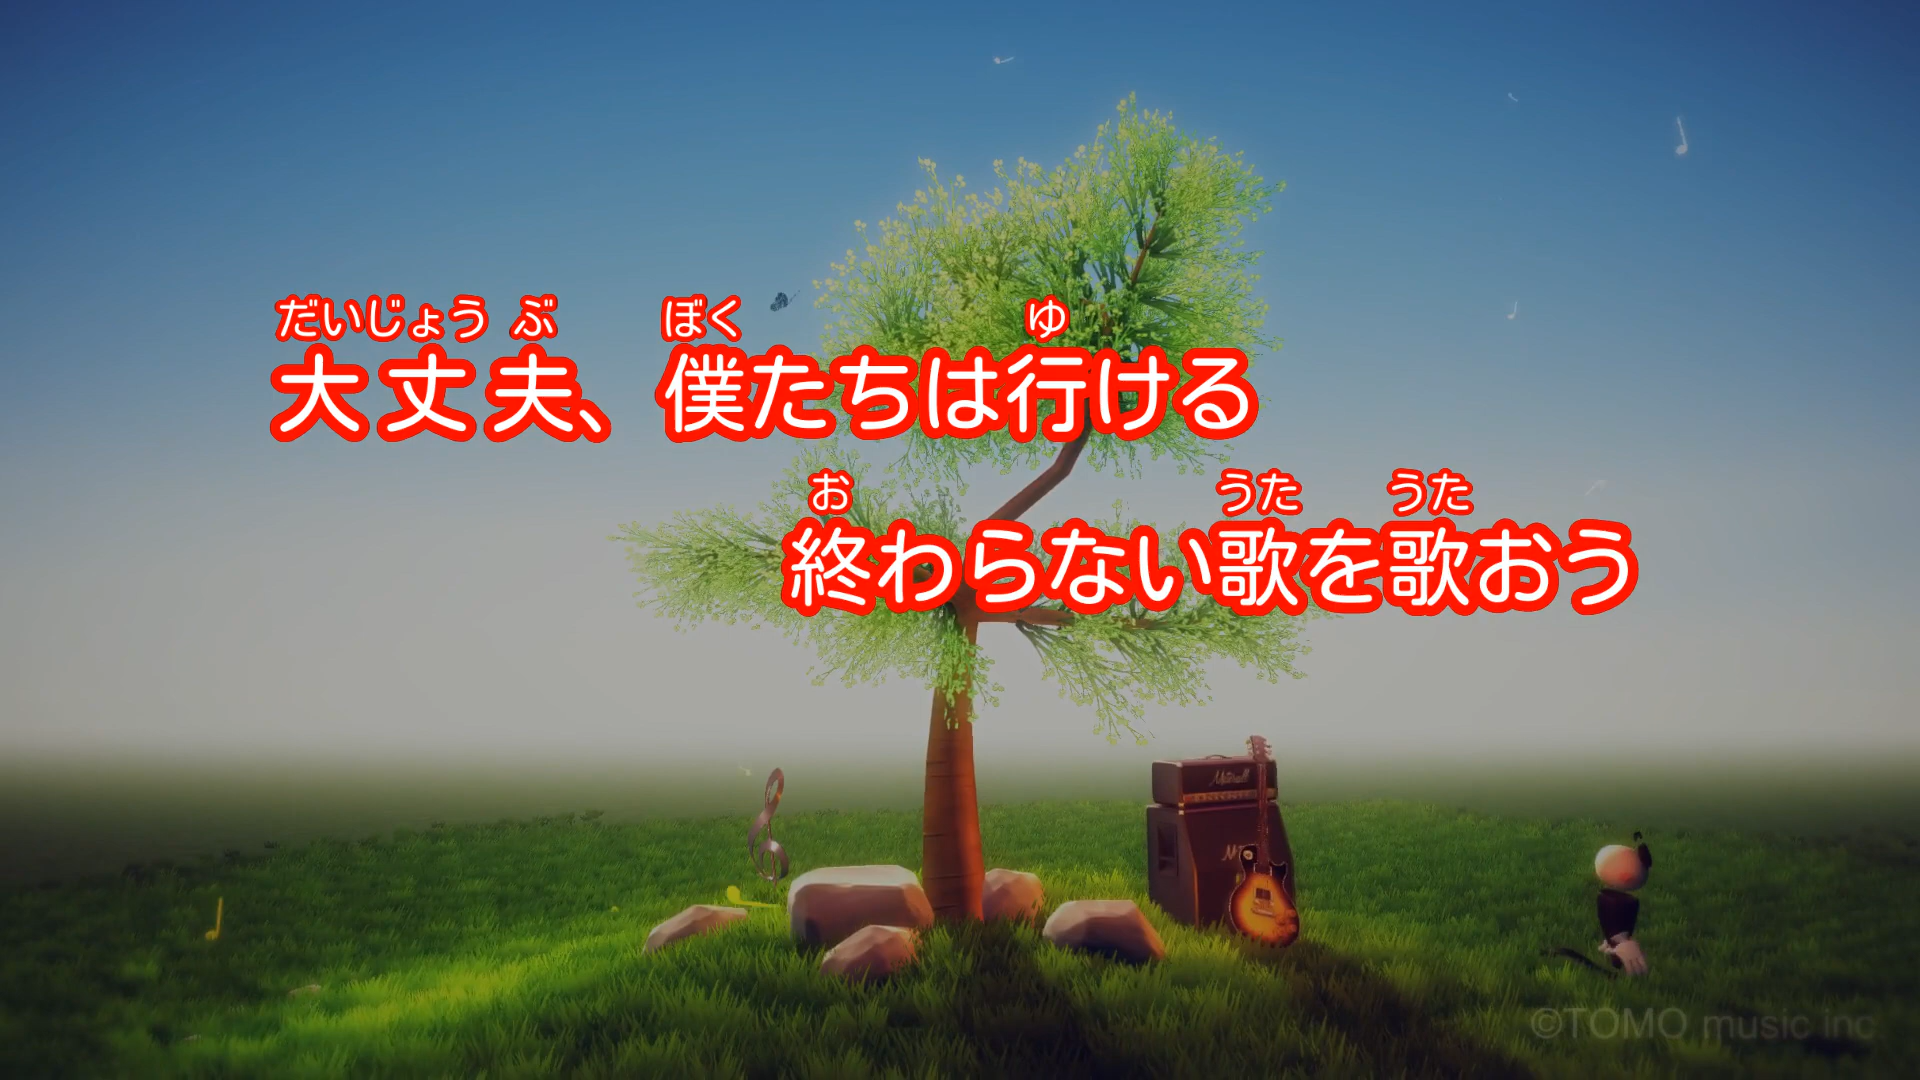 だいじょうぶ ぼく ゆ
大丈夫、僕たちは行ける
お うた うた
終わらない歌を歌おう
©TOMO music inc